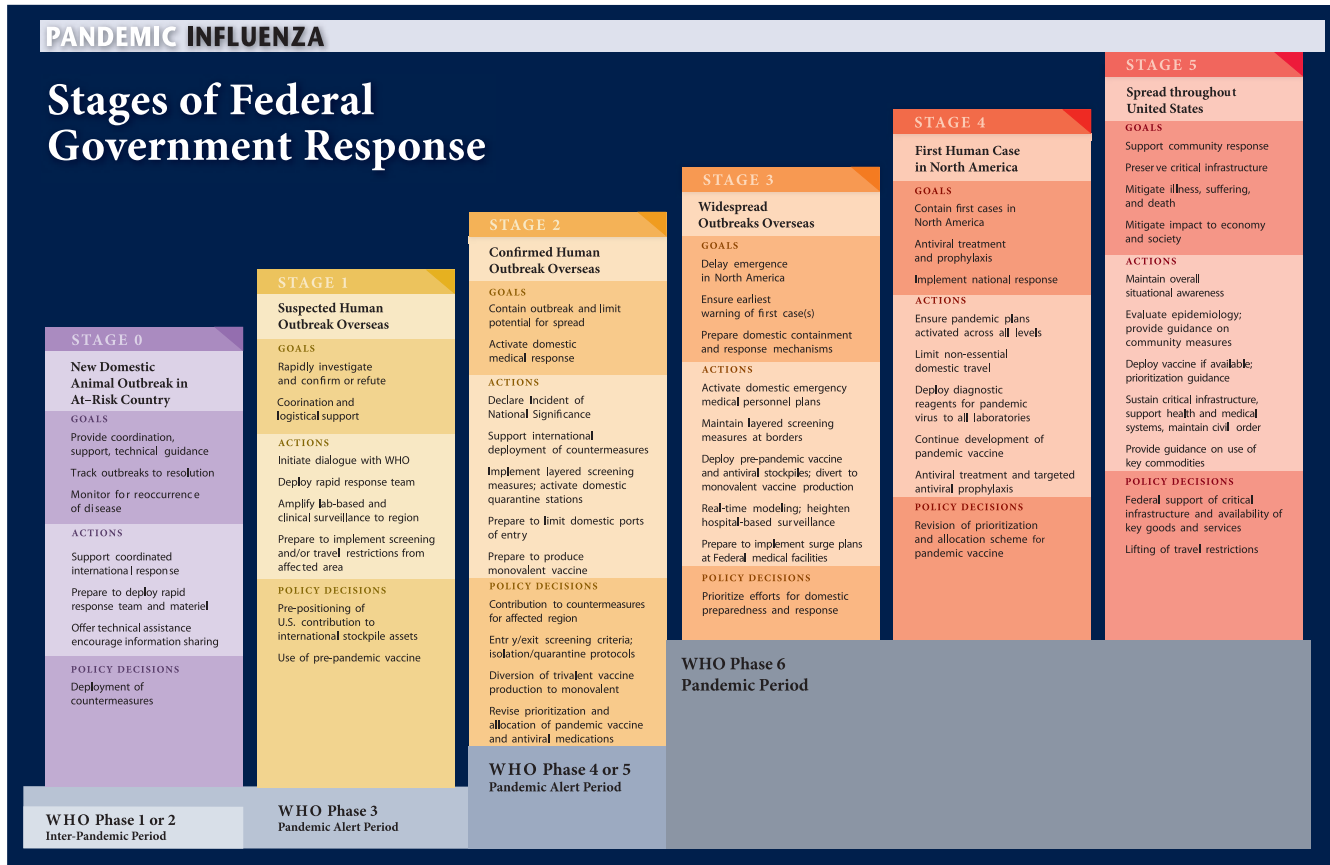 PANDEMIC INFLUENZA
Stages of Federal
Government Response
STAGE 0
New Domestic
Animal Outbreak in
At–Risk Country
GOALS
Provide coordination,
support, technical guidance
Track outbreaks to resolution
Monitor for reoccurrence
of disease
ACTIONS
Support coordinated
international response
Prepare to deploy rapid
response team and materiel
Offer technical assistance
encourage information sharing
POLICY DECISIONS
Deployment of
countermeasures
WHO Phase 1 or 2
Inter-Pandemic Period
STAGE 1
Suspected Human
Outbreak Overseas
GOALS
Rapidly investigate
and confirm or refute
Coorination and
logistical support
ACTIONS
Initiate dialogue with WHO
Deploy rapid response team
Amplify lab-based and
clinical surveillance to region
Prepare to implement screening
and/or travel restrictions from
affected area
POLICY DECISIONS
Pre-positioning of
U.S. contribution to
international stockpile assets
Use of pre-pandemic vaccine
WHO Phase 3
Pandemic Alert Period
STAGE 2
Confirmed Human
Outbreak Overseas
GOALS
Contain outbreak and limit
potential for spread
Activate domestic
medical response
ACTIONS
Declare Incident of
National Significance
Support international
deployment of countermeasures
Implement layered screening
measures; activate domestic
quarantine stations
Prepare to limit domestic ports
of entry
Prepare to produce
monovalent vaccine
POLICY DECISIONS
Contribution to countermeasures
for affected region
Entry/exit screening criteria;
isolation/quarantine protocols
Diversion of trivalent vaccine
production to monovalent
Revise prioritization and
allocation of pandemic vaccine
and antiviral medications
WHO Phase 4 or 5
Pandemic Alert Period
STAGE 3
Widespread
Outbreaks Overseas
GOALS
Delay emergence
in North America
Ensure earliest
warning of first case(s)
Prepare domestic containment
and response mechanisms
ACTIONS
Activate domestic emergency
medical personnel plans
Maintain layered screening
measures at borders
Deploy pre-pandemic vaccine
and antiviral stockpiles; divert to
monovalent vaccine production
Real-time modeling; heighten
hospital-based surveillance
Prepare to implement surge plans
at Federal medical facilities
POLICY DECISIONS
Prioritize efforts for domestic
preparedness and response
STAGE 4
First Human Case
in North America
GOALS
Contain first cases in
North America
Antiviral treatment
and prophylaxis
Implement national response
ACTIONS
Ensure pandemic plans
activated across all levels
Limit non-essential
domestic travel
Deploy diagnostic
reagents for pandemic
virus to all laboratories
Continue development of
pandemic vaccine
Antiviral treatment and targeted
antiviral prophylaxis
POLICY DECISIONS
Revision of prioritization
and allocation scheme for
pandemic vaccine
STAGE 5
Spread throughout
United States
GOALS
Support community response
Preserve critical infrastructure
Mitigate illness, suffering,
and death
Mitigate impact to economy
and society
ACTIONS
Maintain overall
situational awareness
Evaluate epidemiology;
provide guidance on
community measures
Deploy vaccine if available;
prioritization guidance
Sustain critical infrastructure,
support health and medical
systems, maintain civil order
Provide guidance on use of
key commodities
POLICY DECISIONS
Federal support of critical
infrastructure and availability of
key goods and services
Lifting of travel restrictions
WHO Phase 6
Pandemic Period